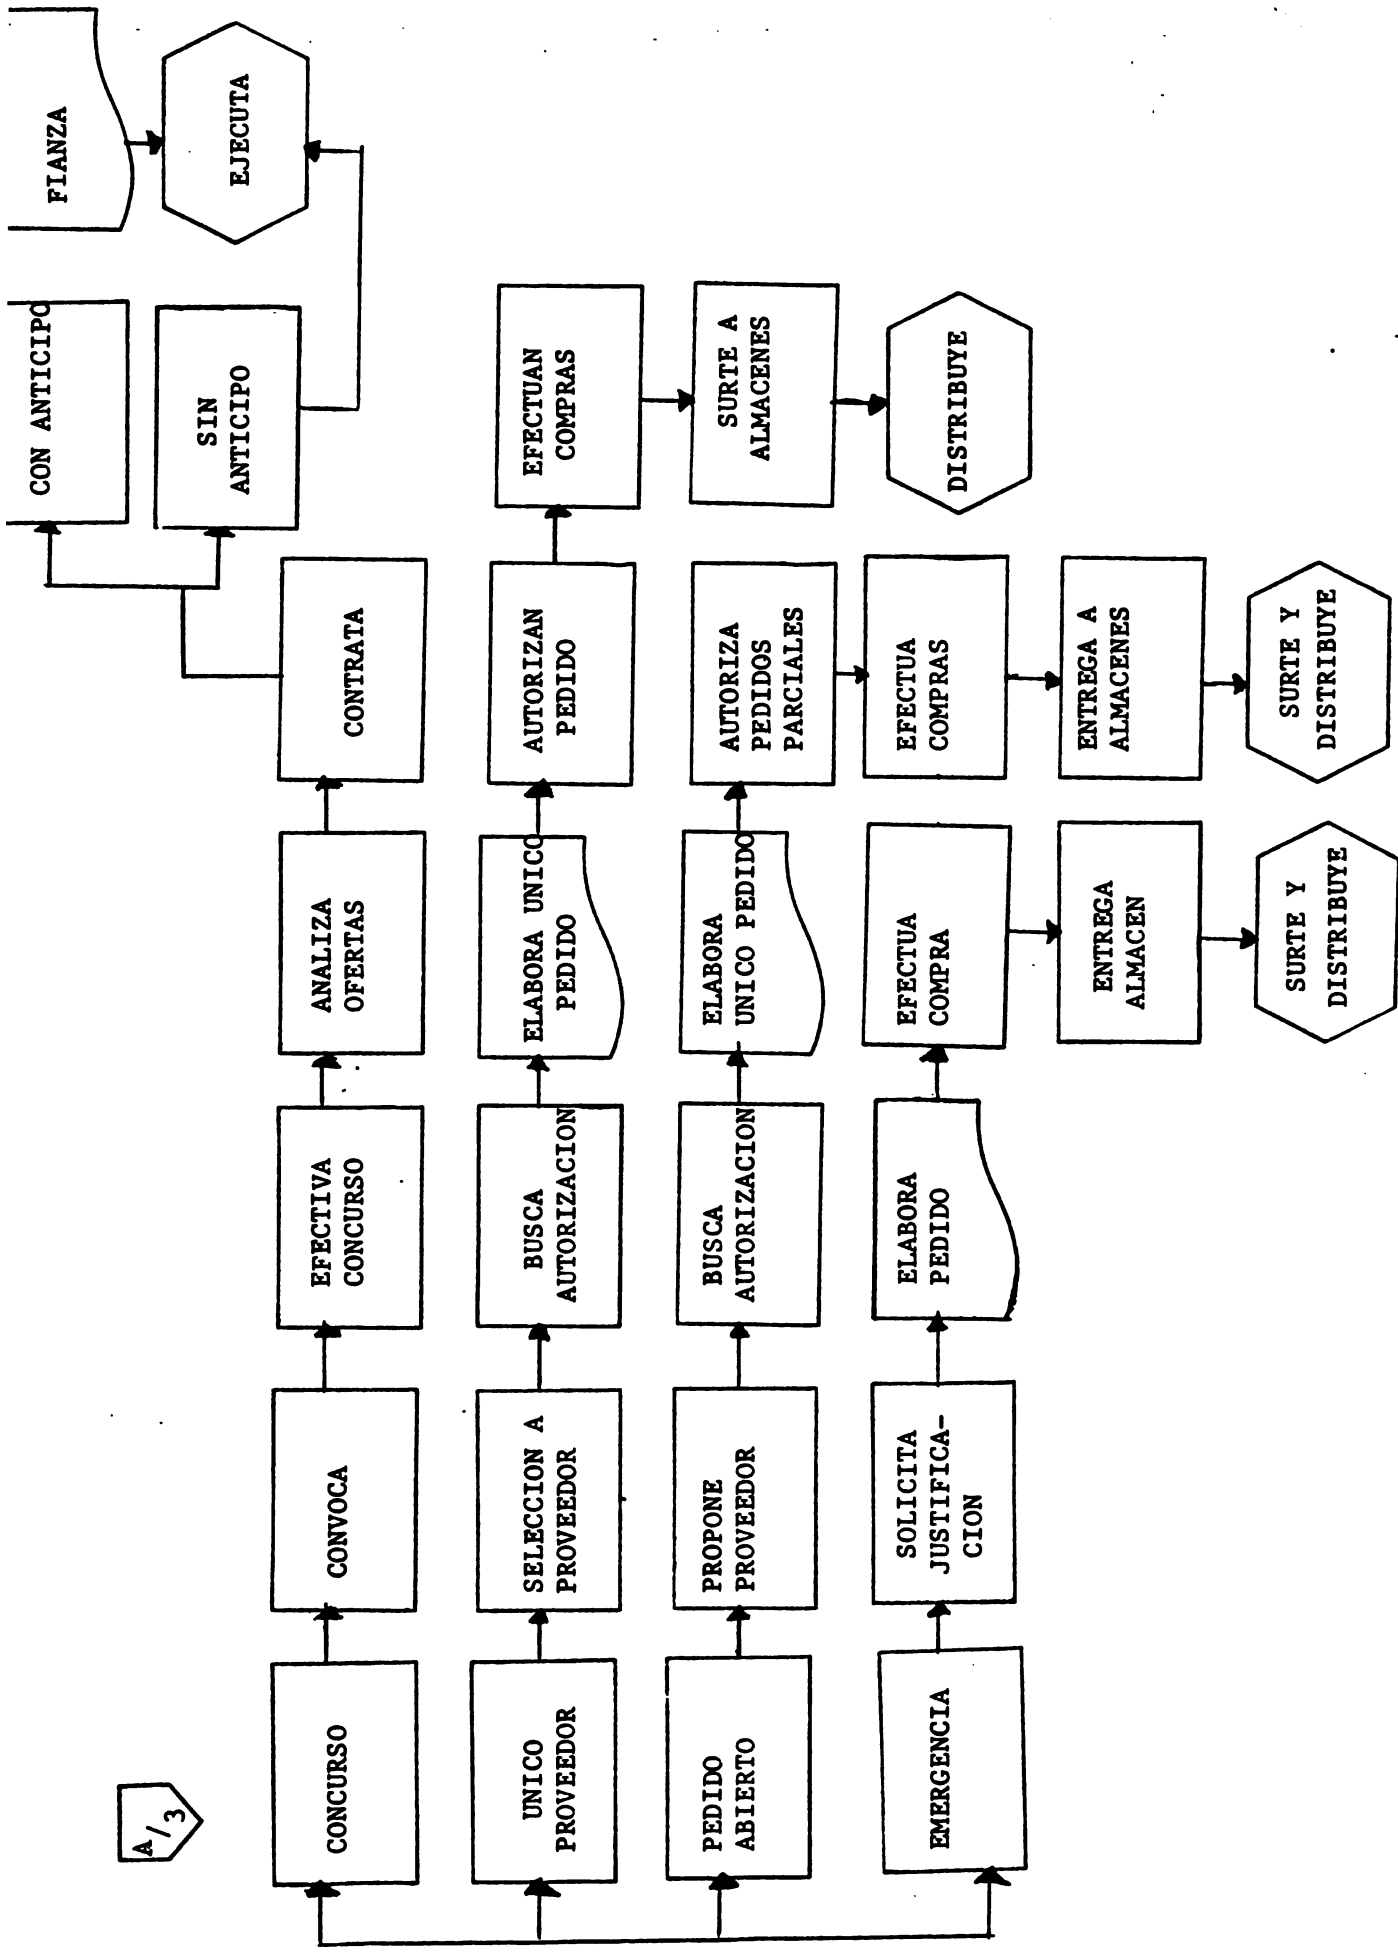 A/3
CONCURSO
CONVOCA
EFECTIVA
CONCURSO
ANALIZA
OFERTAS
CONTRATA
CON ANTICIPO
SIN
ANTICIPO
FIANZA
EJECUTA
UNICO
PROVEEDOR
SELECCION A
PROVEEDOR
BUSCA
AUTORIZACION
ELABORA UNICO
PEDIDO
AUTORIZAN
PEDIDO
EFECTUAN
COMPRAS
SURTE A
ALMACENES
DISTRIBUYE
PEDIDO
ABIERTO
PROPONE
PROVEEDOR
BUSCA
AUTORIZACION
ELABORA
UNICO PEDIDO
AUTORIZA
PEDIDOS
PARCIALES
EFECTUA
COMPRAS
ENTREGA A
ALMACENES
SURTE Y
DISTRIBUYE
EMERGENCIA
SOLICITA
JUSTIFICA-
CION
ELABORA
PEDIDO
EFECTUA
COMPRA
ENTREGA
ALMACEN
SURTE Y
DISTRIBUYE